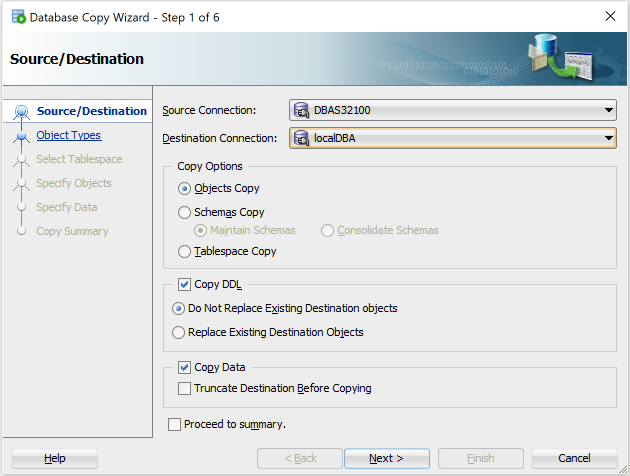 Database Copy Wizard - Step 1 of 6
Source/Destination
0101010101010101010101010101
01010101010
Source/Destination
Object Types
Select Tablespace
Specify Objects
Specify Data
Copy Summary
Source Connection: DBAS32100
Destination Connection: localDBA
Copy Options
Objects Copy
Schemas Copy
Maintain Schemas Consolidate Schemas
Tablespace Copy
Copy DDL
Do Not Replace Existing Destination objects
Replace Existing Destination Objects
Copy Data
Truncate Destination Before Copying
Proceed to summary.
Help < Back Next > Finish Cancel